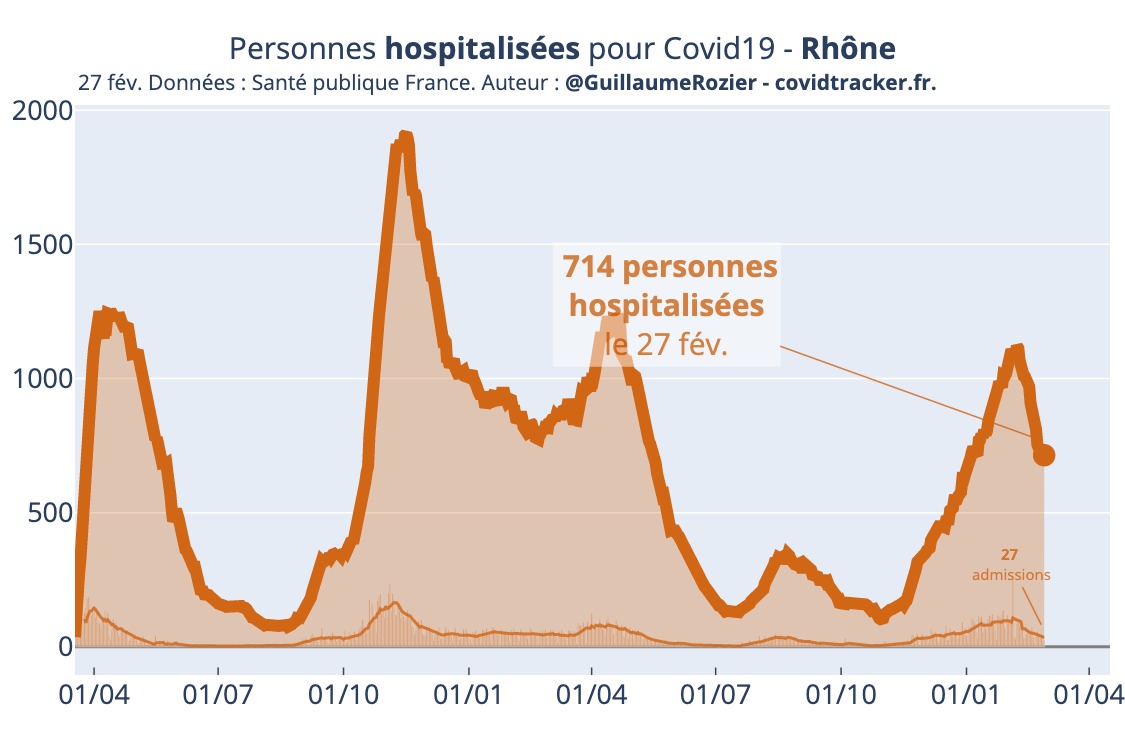 Personnes hospitalisées pour Covid19 - Rhône
27 fév. Données : Santé publique France. Auteur : @GuillaumeRozier - covidtracker.fr.
2000
1500
1000
500
0
714 personnes
hospitalisées
le 27 fév.
27
admissions
01/04 01/07 01/10 01/01 01/04 01/07 01/10 01/01 01/04